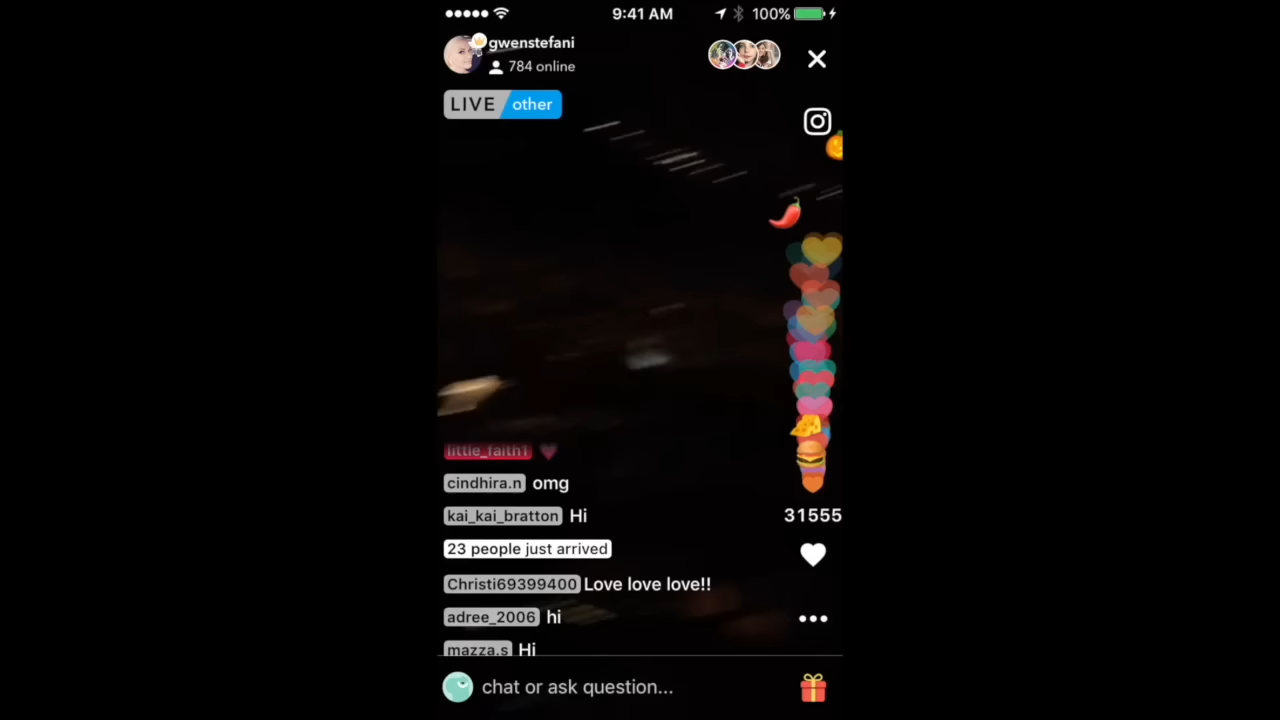 9:41 AM
100%
gwenstefani
784 online
LIVE other
little_faith1
cindhira.n omg
kai_kai_bratton Hi
31555
23 people just arrived
Christi69399400 Love love love!!
adree_2006 hi
mazza.s Hi
chat or ask question...